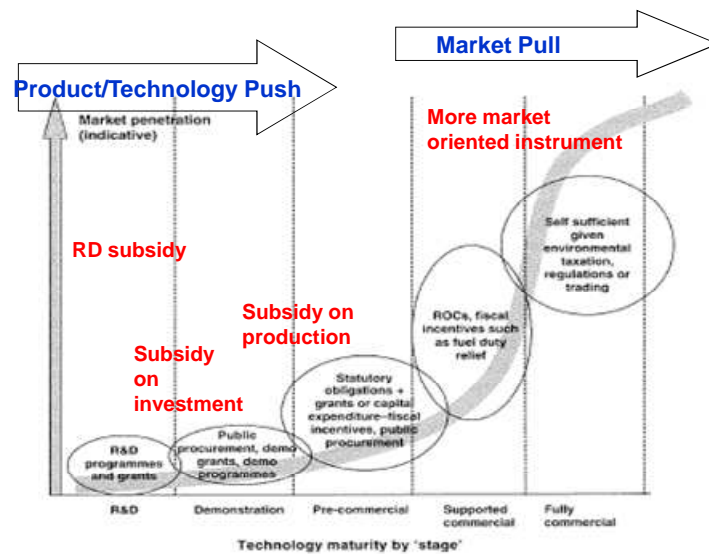 Market Pull
Product/Technology Push
Market penetration
(indicative)
More market
oriented instrument
RD subsidy
Self sufficient
given
environmental
taxation,
regulations or
trading
Subsidy on
production
ROCs, fiscal
incentives such
as fuel duty
relief
Subsidy
on
investment
Statutory
obligations +
grants or capital
expenditure–fiscal
incentives, public
procurement
Public
procurement, demo
grants, demo
programmes
R&D
programmes
and grants
R&D
Demonstration
Pre-commercial
Supported
commercial
Fully
commercial
Technology maturity by 'stage'